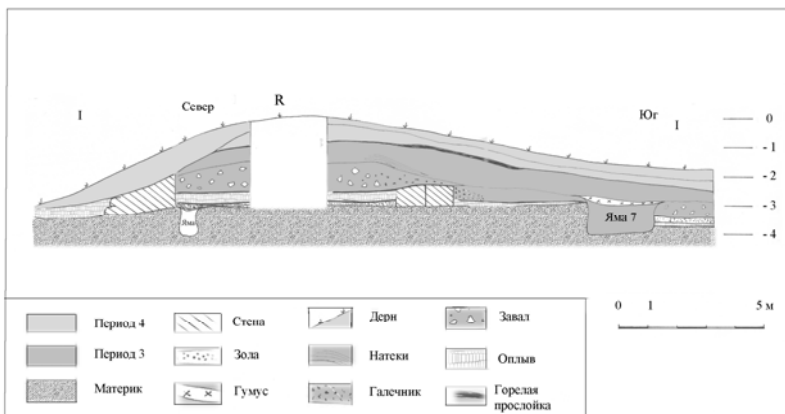 I
Север
R
Юг
I
0
- 1
- 2
- 3
- 4
Яма
Яма 7
Период 4
Стена
Дерн
Завал
0 1 5 м
Период 3
Зола
Натеки
Оплыв
Материк
Гумус
Галечник
Горелая
прослойка